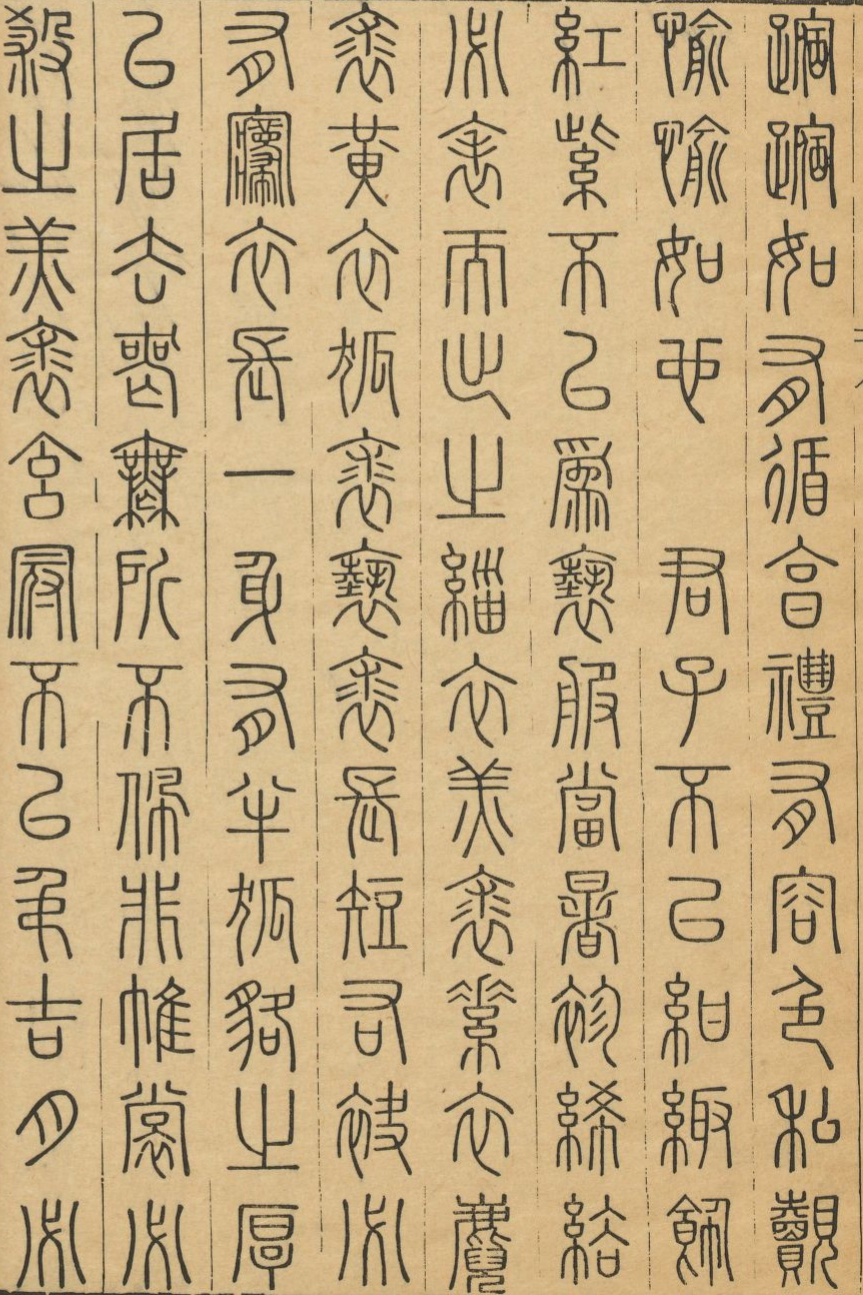 蹜蹜如有循享禮有容色私覿
愉愉如也　君子不以紺緅飾
紅紫不以爲褻服當暑袗絺綌
必表而出之緇衣羔裘素衣麑
裘黃衣狐裘褻裘長短右袂必
有寢衣長一身有半狐貉之厚
以居去喪無所不佩非帷裳必
殺之羔裘玄冠不以弔吉月必